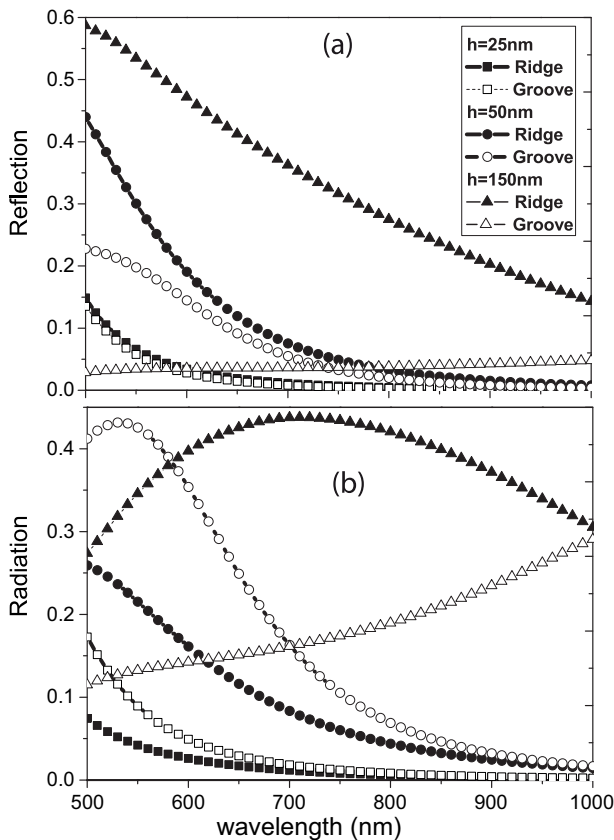 (a)
Reflection
0.6
0.5
0.4
0.3
0.2
0.1
0.0
h=25nm
Ridge
Groove
h=50nm
Ridge
Groove
h=150nm
Ridge
Groove
(b)
Radiation
0.4
0.3
0.2
0.1
0.0
500 600 700 800 900 1000
wavelength (nm)